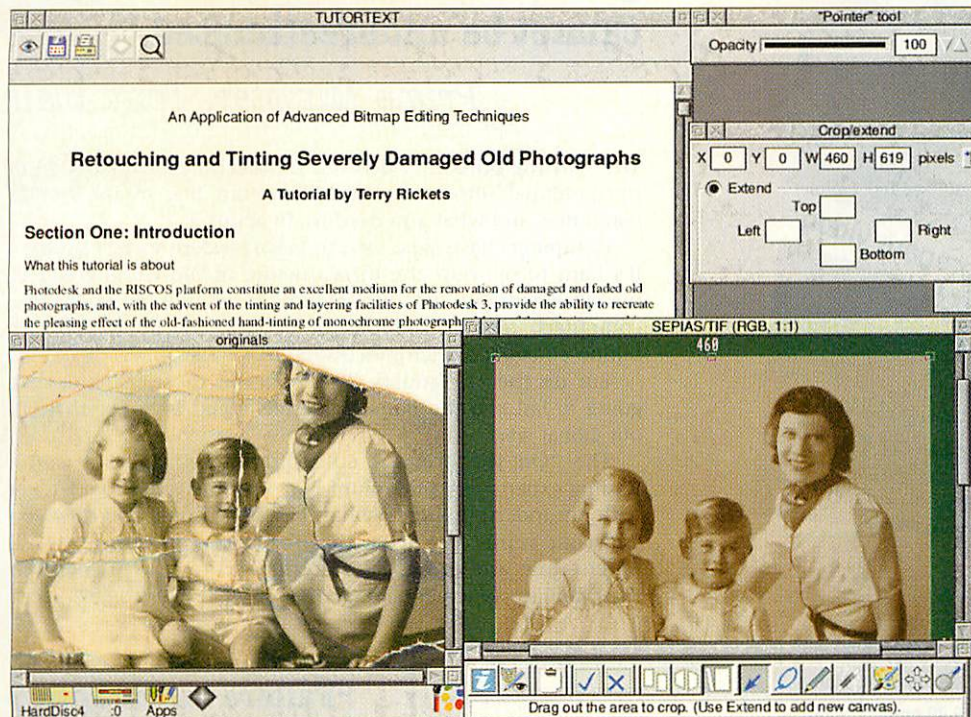 TUTORTEXT
An Application of Advanced Bitmap Editing Techniques
Retouching and Tinting Severely Damaged Old Photographs
A Tutorial by Terry Rickets
Section One: Introduction
What this tutorial is about
Photodesk and the RISCOS platform constitute an excellent medium for the renovation of damaged and faded old
photographs, and, with the advent of the tinting and layering facilities of Photodesk 3, provide the ability to recreate
the pleasing effect of the old-fashioned hand-tinting of monochrome
"Pointer" tool
Opacity 100
Crop/extend
X 0 Y 0 W 460 H 619 pixels
Extend
Top
Left Right
Bottom
originals
SEPIAS/TIF (RGB, 1:1)
460
HardDisc4 :0 Apps
Drag out the area to crop. (Use Extend to add new canvas).